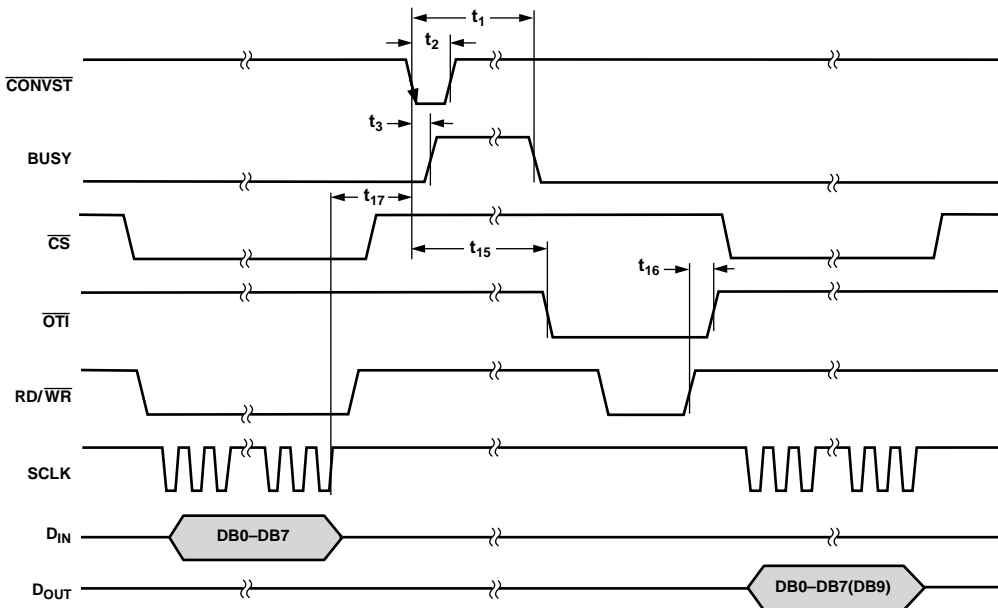 t1
t2
CONVST
t3
BUSY
t17
CS
t15
t16
OTI
RD/WR
SCLK
DIN
DB0–DB7
DOUT
DB0–DB7(DB9)